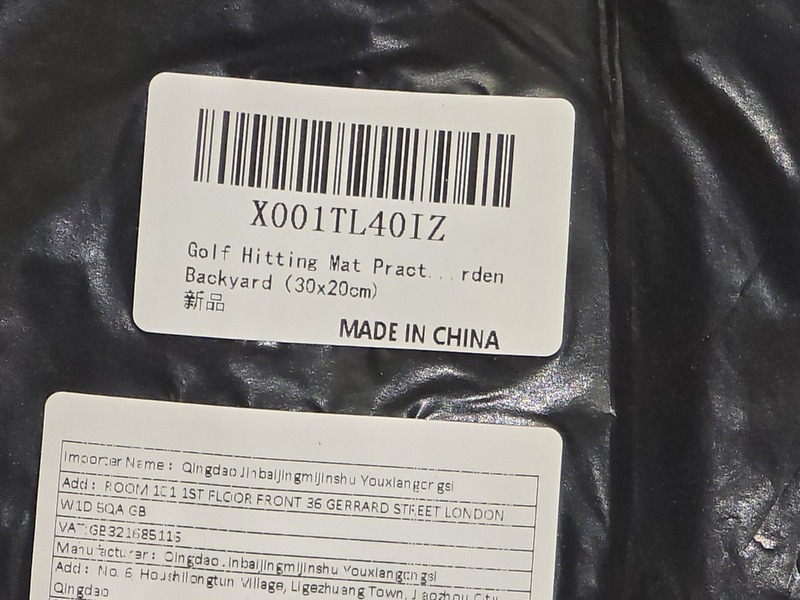 X001TL40IZ
Golf Hitting Mat Pract...rden
Backyard (30x20cm)
新品
MADE IN CHINA
Importer Name: Qingdao Jinbaijingmijinshu Youxiangongsi
Add: ROOM 101 1ST FLOOR FRONT 36 GERRARD STREET LONDON
W1D 5QA GB
VAT:GB321685115
Manufacturer: Qingdao Jinbaijingmijinshu Youxiangongsi
Add: No. 6, Houshilongtun Village, Ligezhuang Town, Jiaozhou City,
Qingdao